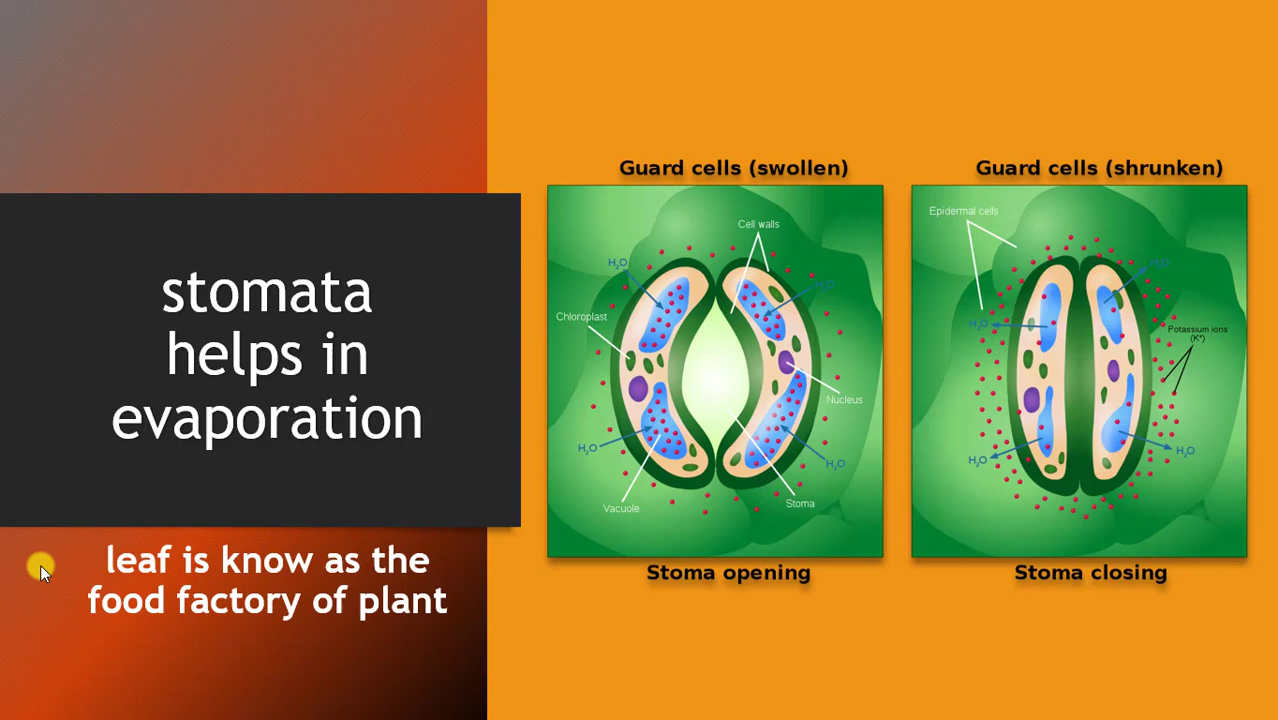 stomata
helps in
evaporation
leaf is know as the
food factory of plant
Guard cells (swollen)
Cell walls
H₂O
H₂O
Chloroplast
Nucleus
H₂O
H₂O
Vacuole
Stoma
Stoma opening
Guard cells (shrunken)
Epidermal cells
H₂O
H₂O
Potassium ions
(K⁺)
H₂O
H₂O
Stoma closing